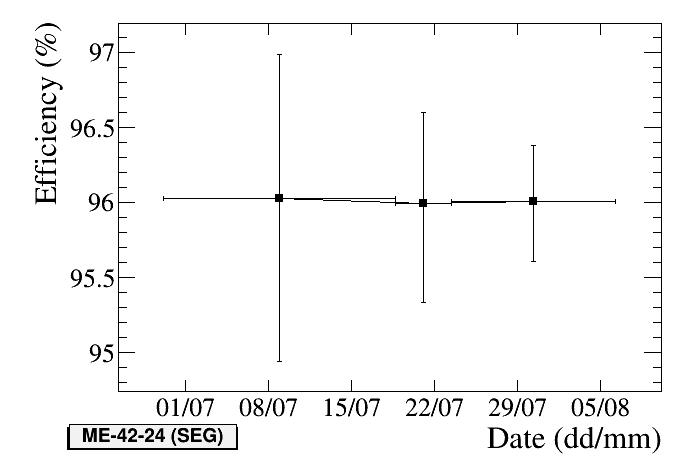 Efficiency (%)
97
96.5
96
95.5
95
01/07 08/07 15/07 22/07 29/07 05/08
ME-42-24 (SEG)
Date (dd/mm)